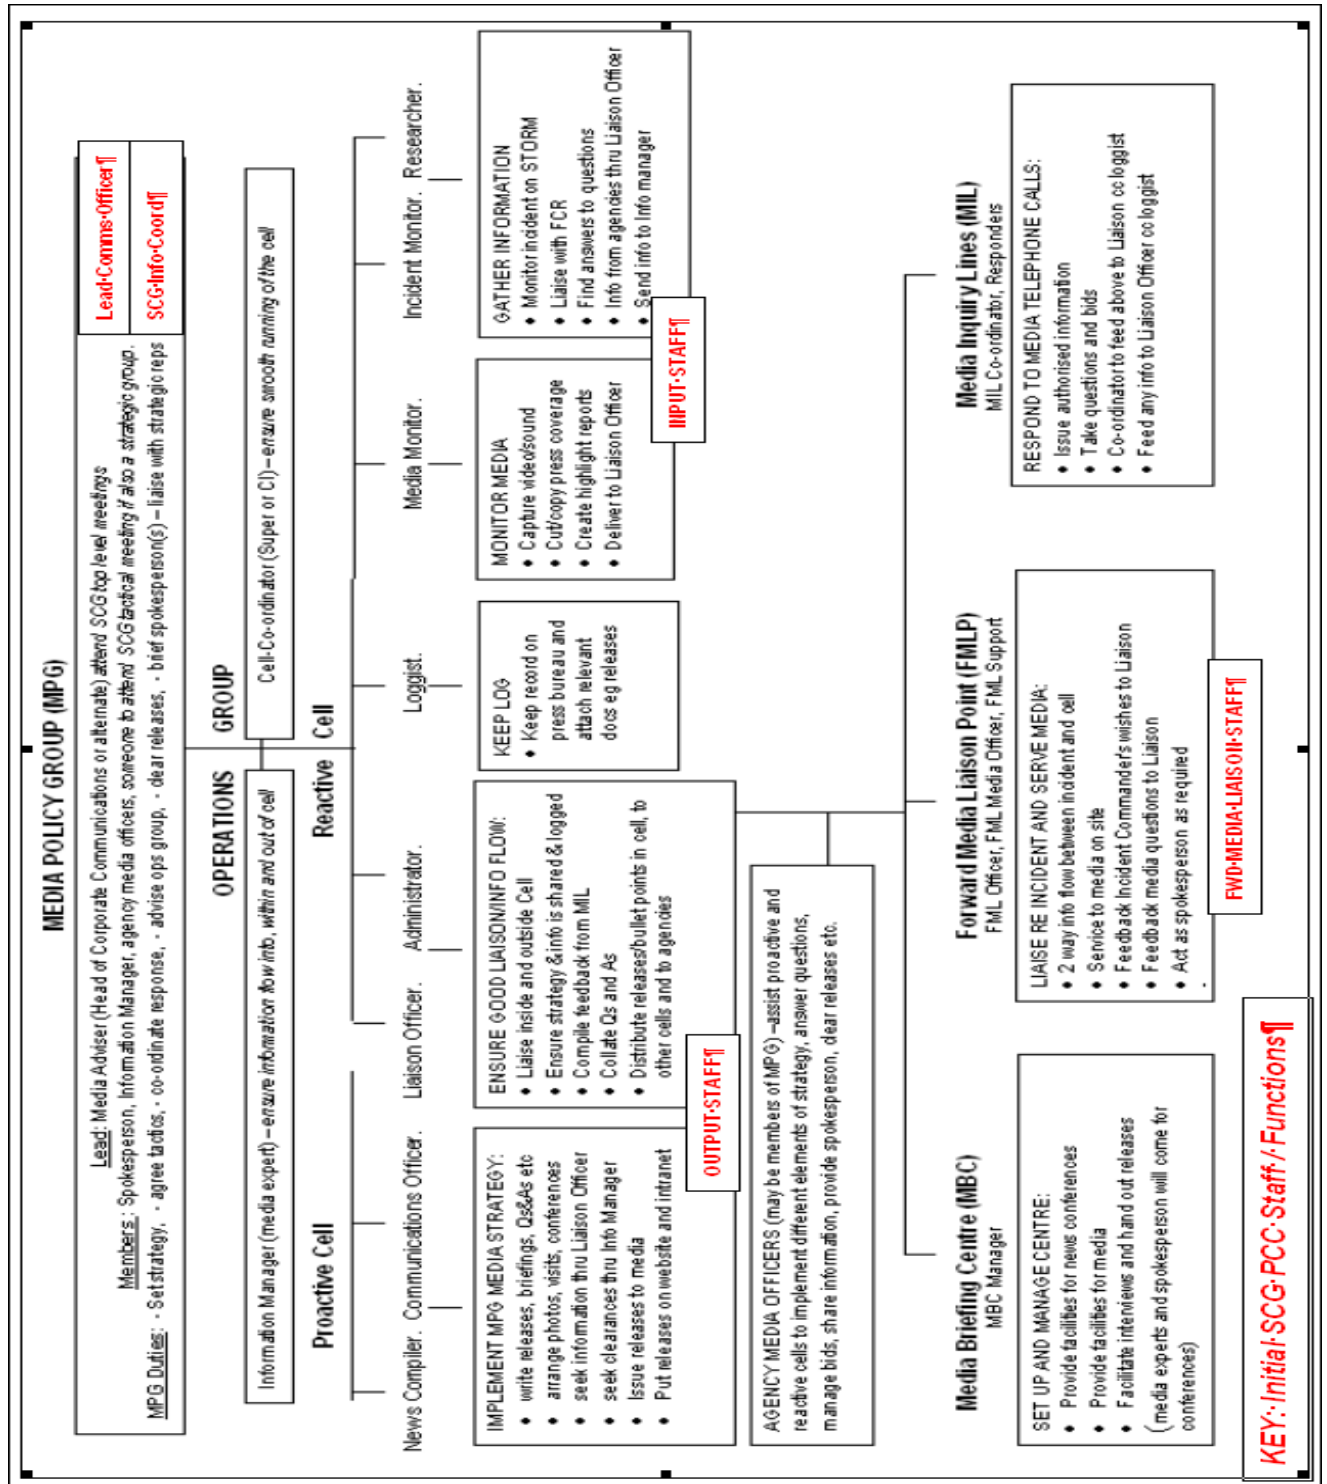 MEDIA POLICY GROUP (MPG)
Lead: Media Adviser (Head of Corporate Communications or alternate) attend SCG top level meetings
Members : Spokesperson, Information Manager, agency media officers, someone to attend SCG tactical meeting if also a strategic group.
MPG Duties: - Set strategy, - agree tactics, - co-ordinate response, - advise ops group, - clear releases, - brief spokesperson(s) – liaise with strategic reps
Lead·Comms·Officer¶
SCG·Info·Coord¶
OPERATIONS GROUP
Information Manager (media expert) – ensure information flow into, within and out of cell
Cell-Co-ordinator (Super or CI) – ensure smooth running of the cell
Proactive Cell
Reactive Cell
News Compiler. Communications Officer. Liaison Officer. Administrator. Loggist. Media Monitor. Incident Monitor. Researcher.
IMPLEMENT MPG MEDIA STRATEGY:
• write releases, briefings, Qs&As etc
• arrange photos, visits, conferences
• seek information thru Liaison Officer
• seek clearances thru Info Manager
• Issue releases to media
• Put releases on website and intranet
ENSURE GOOD LIAISON/INFO FLOW:
• Liaise inside and outside Cell
• Ensure strategy & info is shared & logged
• Compile feedback from MIL
• Collate Qs and As
• Distribute releases/bullet points in cell, to
other cells and to agencies
OUTPUT·STAFF¶
KEEP LOG
• Keep record on
press bureau and
attach relevant
docs eg releases
MONITOR MEDIA
• Capture video/sound
• Cut/copy press coverage
• Create highlight reports
• Deliver to Liaison Officer
GATHER INFORMATION
• Monitor incident on STORM
• Liaise with FCR
• Find answers to questions
• Info from agencies thru Liaison Officer
• Send info to Info manager
INPUT·STAFF¶
AGENCY MEDIA OFFICERS (may be members of MPG) – assist proactive and
reactive cells to implement different elements of strategy, answer questions,
manage bids, share information, provide spokesperson, clear releases etc.
Media Briefing Centre (MBC)
MBC Manager
SET UP AND MANAGE CENTRE:
• Provide facilities for news conferences
• Provide facilities for media
• Facilitate interviews and hand out releases
(media experts and spokesperson will come for
conferences)
Forward Media Liaison Point (FMLP)
FML Officer, FML Media Officer, FML Support
LIAISE RE INCIDENT AND SERVE MEDIA:
• 2 way info flow between incident and cell
• Service to media on site
• Feedback Incident Commander's wishes to Liaison
• Feedback media questions to Liaison
• Act as spokesperson as required
.
FWD·MEDIA·LIAISON·STAFF¶
Media Inquiry Lines (MIL)
MIL Co-ordinator, Responders
RESPOND TO MEDIA TELEPHONE CALLS:
• Issue authorised information
• Take questions and bids
• Co-ordinator to feed above to Liaison cc loggist
• Feed any info to Liaison Officer cc loggist
KEY:·Initial·SCG·PCC·Staff·/·Functions¶